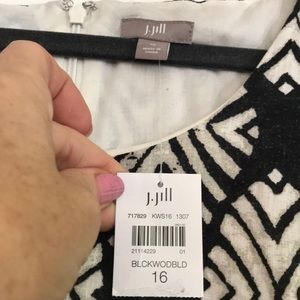 J.Jill
J.Jill
717829 KWS16 1307
21114229 01
BLCKWODBLD
16